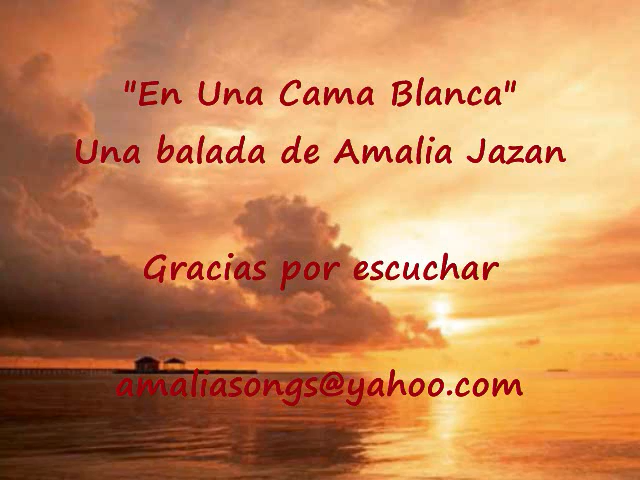 "En Una Cama Blanca"
Una balada de Amalia Jazan
Gracias por escuchar
amaliasongs@yahoo.com